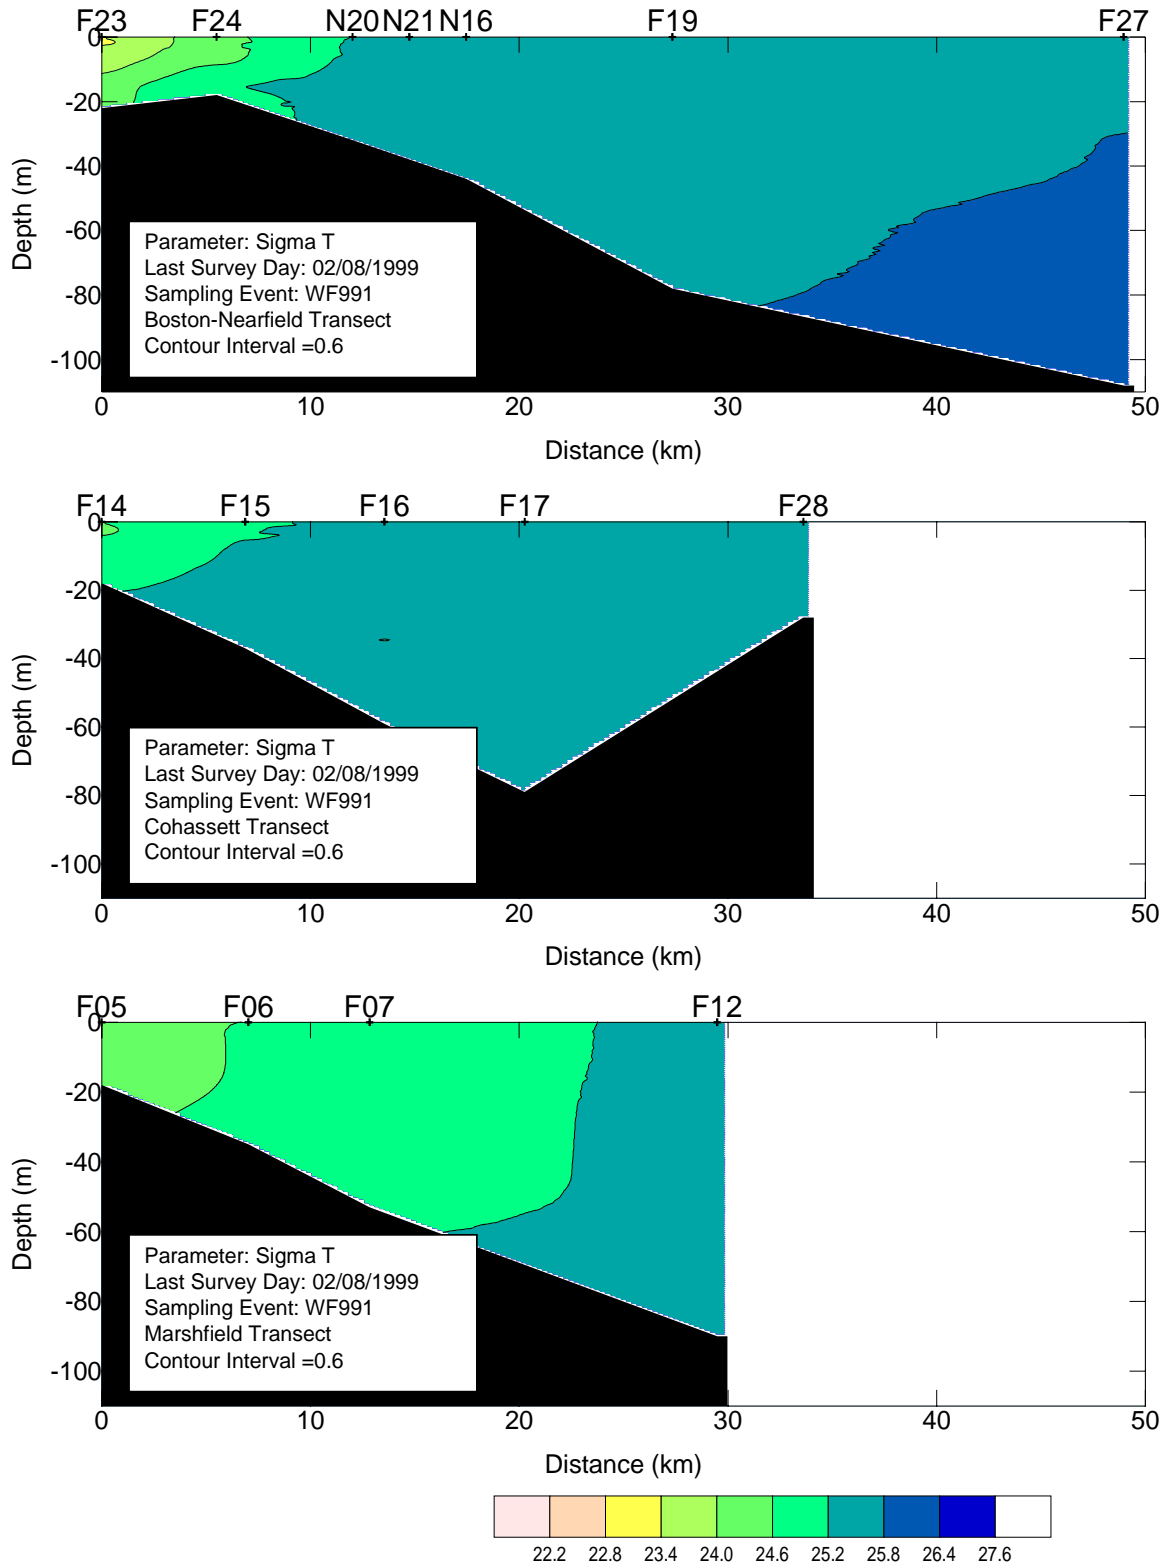 F23 F24 N20 N21 N16 F19 F27
0
-20
-40
-60
-80
-100
Depth (m)
Parameter: Sigma T
Last Survey Day: 02/08/1999
Sampling Event: WF991
Boston-Nearfield Transect
Contour Interval =0.6
0 10 20 30 40 50
Distance (km)
F14 F15 F16 F17 F28
0
-20
-40
-60
-80
-100
Depth (m)
Parameter: Sigma T
Last Survey Day: 02/08/1999
Sampling Event: WF991
Cohassett Transect
Contour Interval =0.6
0 10 20 30 40 50
Distance (km)
F05 F06 F07 F12
0
-20
-40
-60
-80
-100
Depth (m)
Parameter: Sigma T
Last Survey Day: 02/08/1999
Sampling Event: WF991
Marshfield Transect
Contour Interval =0.6
0 10 20 30 40 50
Distance (km)
22.2 22.8 23.4 24.0 24.6 25.2 25.8 26.4 27.6